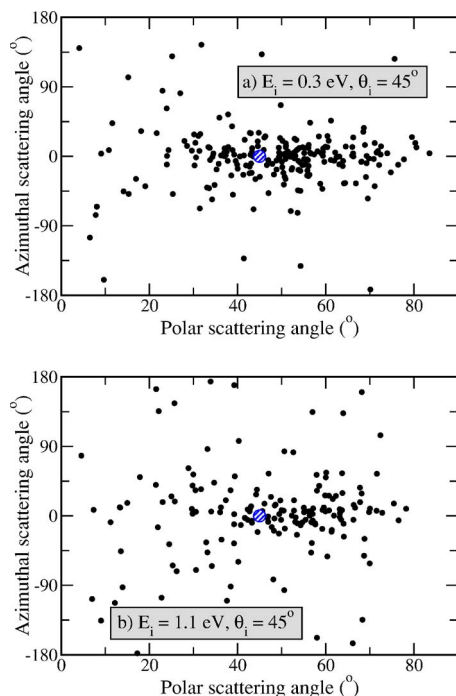 180
90
0
-90
-180
Azimuthal scattering angle (°)
a) Eᵢ = 0.3 eV, θᵢ = 45°
0 20 40 60 80
Polar scattering angle (°)
180
90
0
-90
-180
Azimuthal scattering angle (°)
b) Eᵢ = 1.1 eV, θᵢ = 45°
0 20 40 60 80
Polar scattering angle (°)